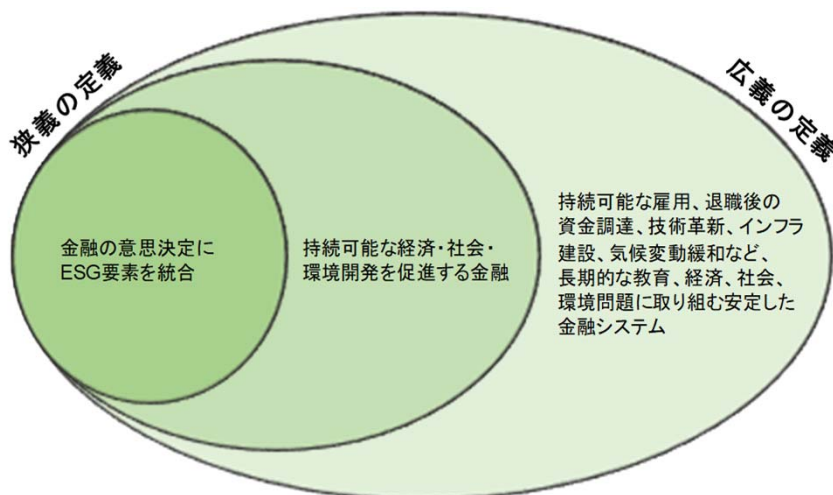 狭義の定義
広義の定義
金融の意思決定に
ESG要素を統合
持続可能な経済・社会・
環境開発を促進する金融
持続可能な雇用、退職後の
資金調達、技術革新、インフラ
建設、気候変動緩和など、
長期的な教育、経済、社会、
環境問題に取り組む安定した
金融システム